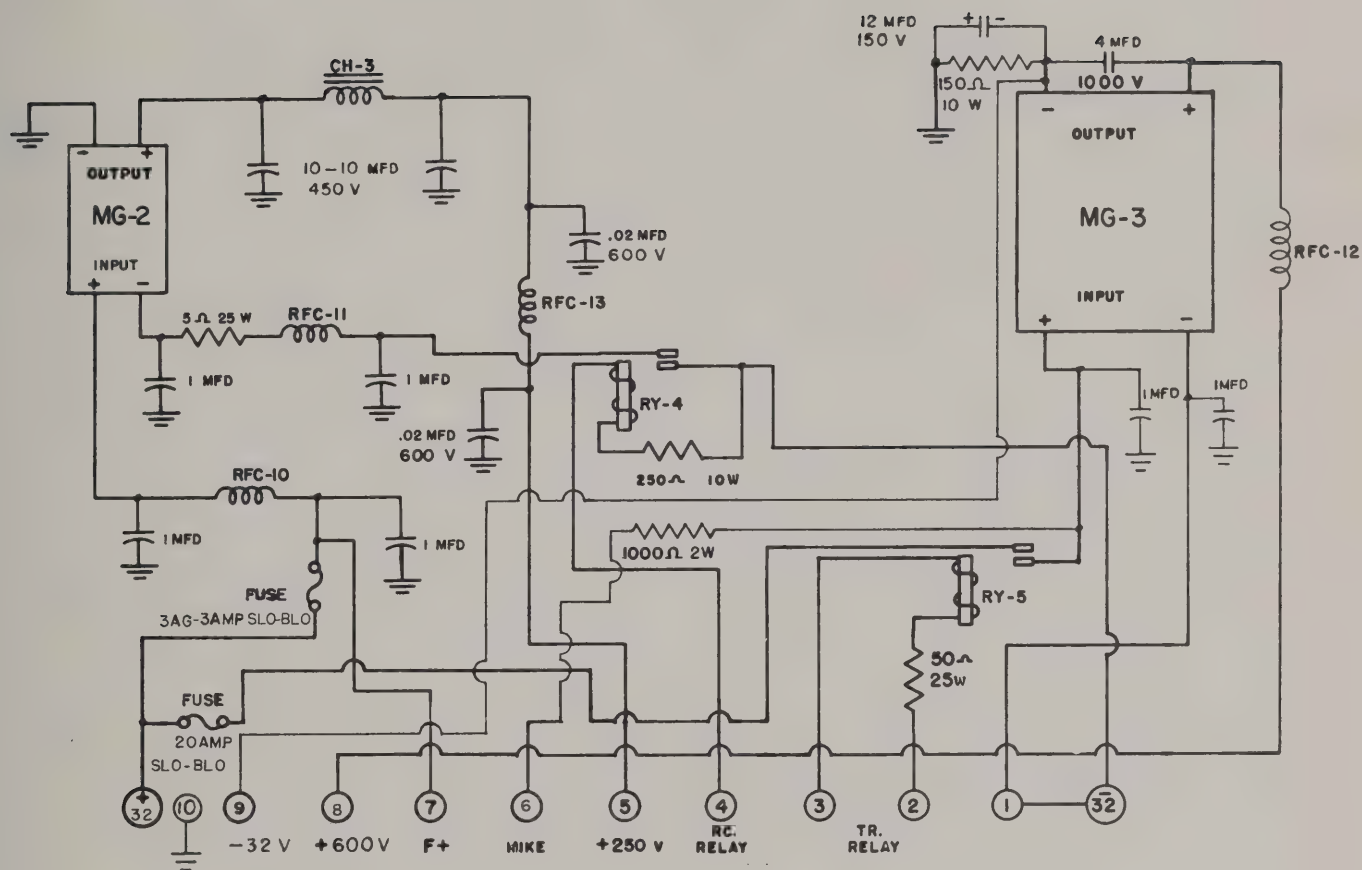 12 MFD
150 V
+ -
4 MFD
1000 V
150Ω
10 W
CH-3
- +
OUTPUT
MG-2
INPUT
+ -
10-10 MFD
450 V
- +
OUTPUT
MG-3
INPUT
+ -
RFC-12
.02 MFD
600 V
RFC-13
5 Ω 25 W
RFC-11
1 MFD
1 MFD
RY-4
.02 MFD
600 V
250Ω 10W
1MFD
1MFD
RFC-10
1 MFD
1 MFD
1000Ω 2W
FUSE
3AG-3AMP SLO-BLO
RY-5
50Ω
25W
FUSE
20AMP
SLO-BLO
+
32
10
9
8
7
6
5
4
3
2
1
-
32
-32 V
+600V
F+
MIKE
+250 V
RC.
RELAY
TR.
RELAY